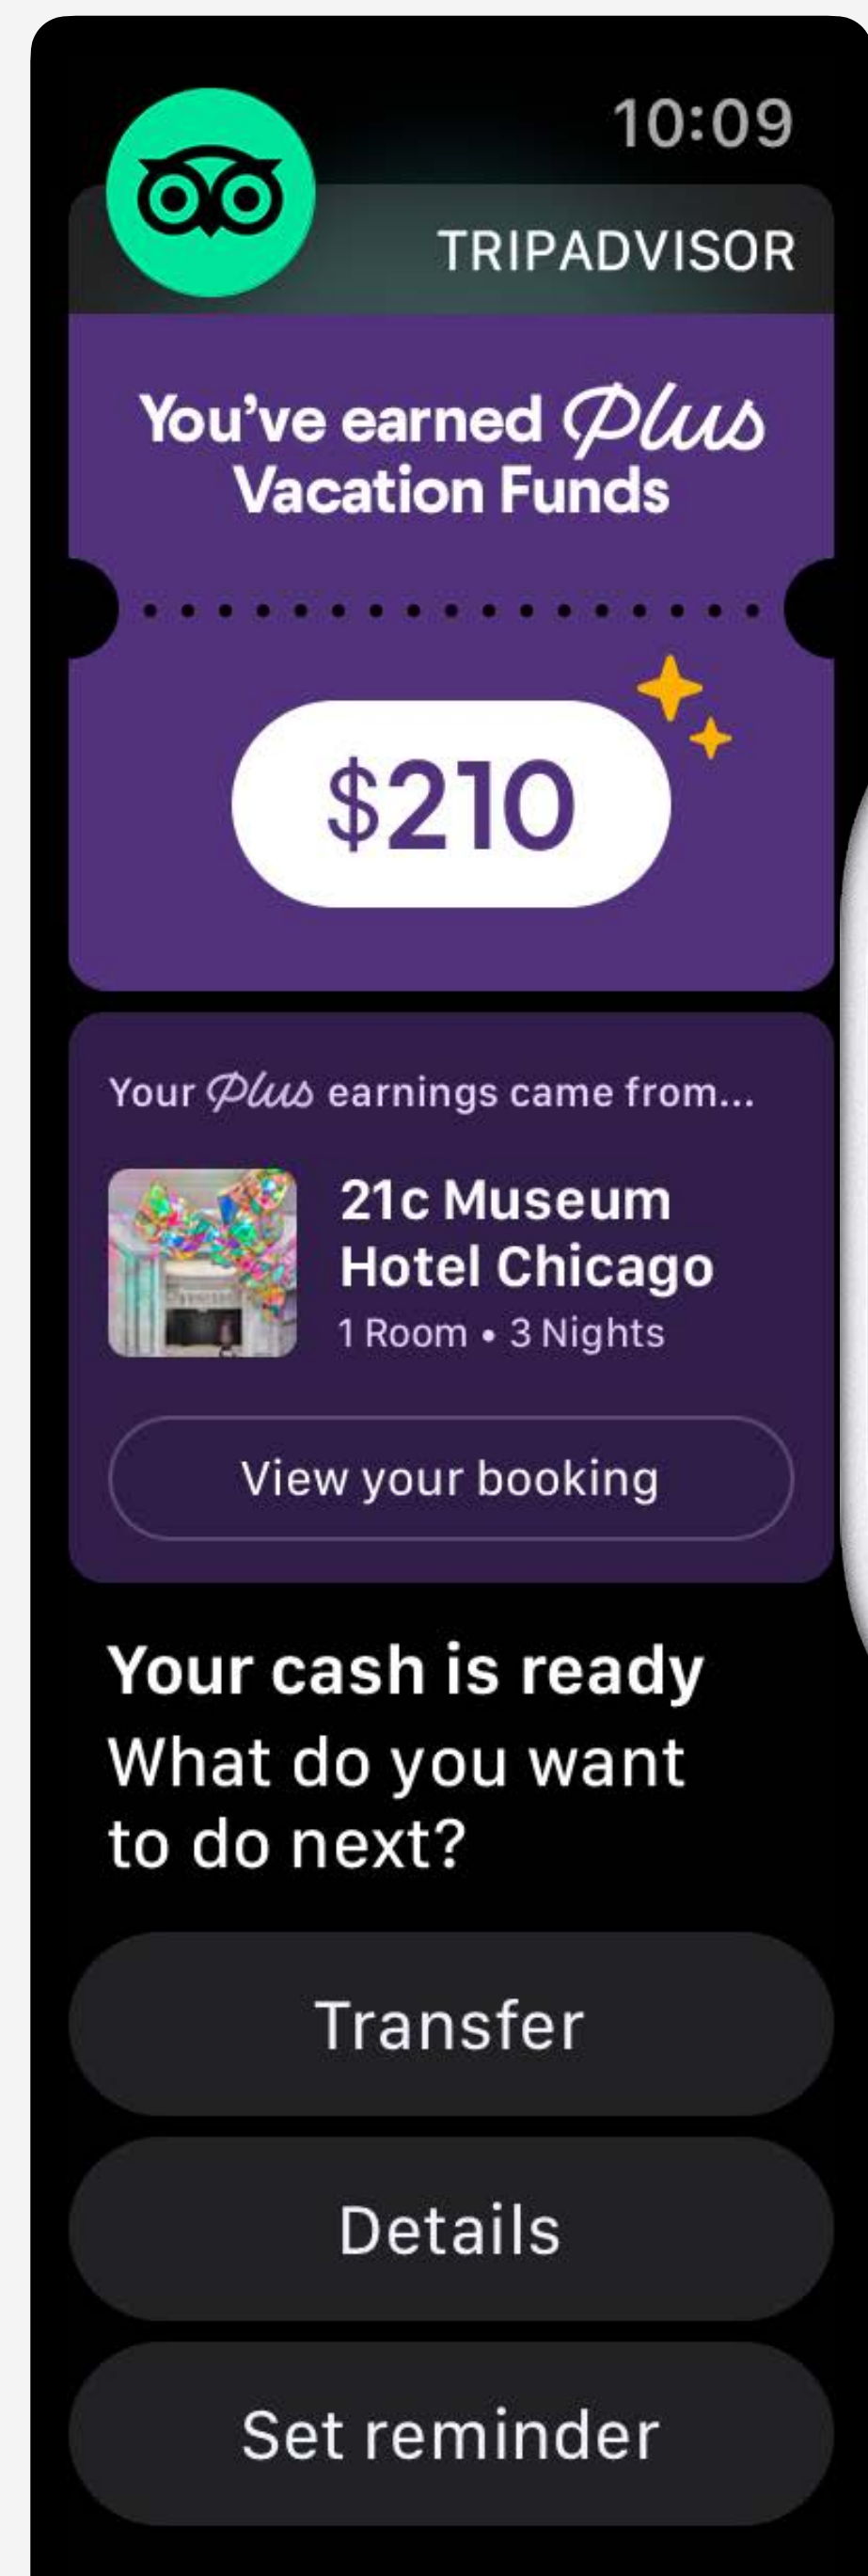 10:09
TRIPADVISOR
You’ve earned Plus
Vacation Funds
$210
Your Plus earnings came from...
21c Museum
Hotel Chicago
1 Room • 3 Nights
View your booking
Your cash is ready
What do you want
to do next?
Transfer
Details
Set reminder